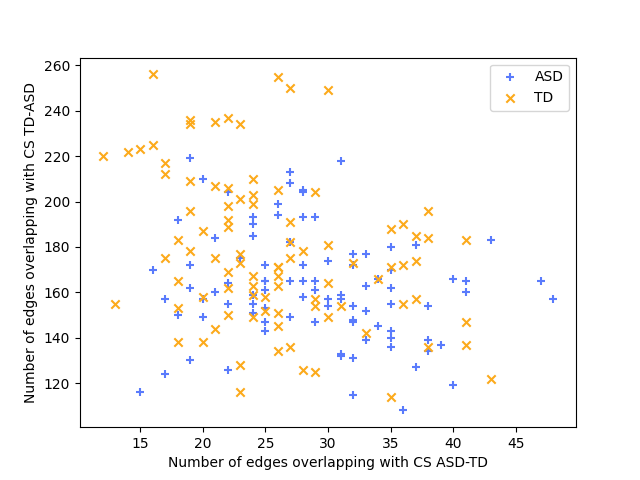 260
240
220
200
180
160
140
120
Number of edges overlapping with CS TD-ASD
ASD
TD
15 20 25 30 35 40 45
Number of edges overlapping with CS ASD-TD